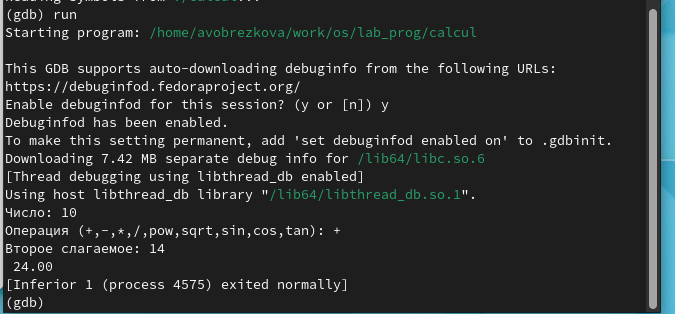 Reading symbols from ./calcul...
(gdb) run
Starting program: /home/avobrezkova/work/os/lab_prog/calcul
This GDB supports auto-downloading debuginfo from the following URLs:
https://debuginfod.fedoraproject.org/
Enable debuginfod for this session? (y or [n]) y
Debuginfod has been enabled.
To make this setting permanent, add 'set debuginfod enabled on' to .gdbinit.
Downloading 7.42 MB separate debug info for /lib64/libc.so.6
[Thread debugging using libthread_db enabled]
Using host libthread_db library "/lib64/libthread_db.so.1".
Число: 10
Операция (+,-,*,/,pow,sqrt,sin,cos,tan): +
Второе слагаемое: 14
24.00
[Inferior 1 (process 4575) exited normally]
(gdb)